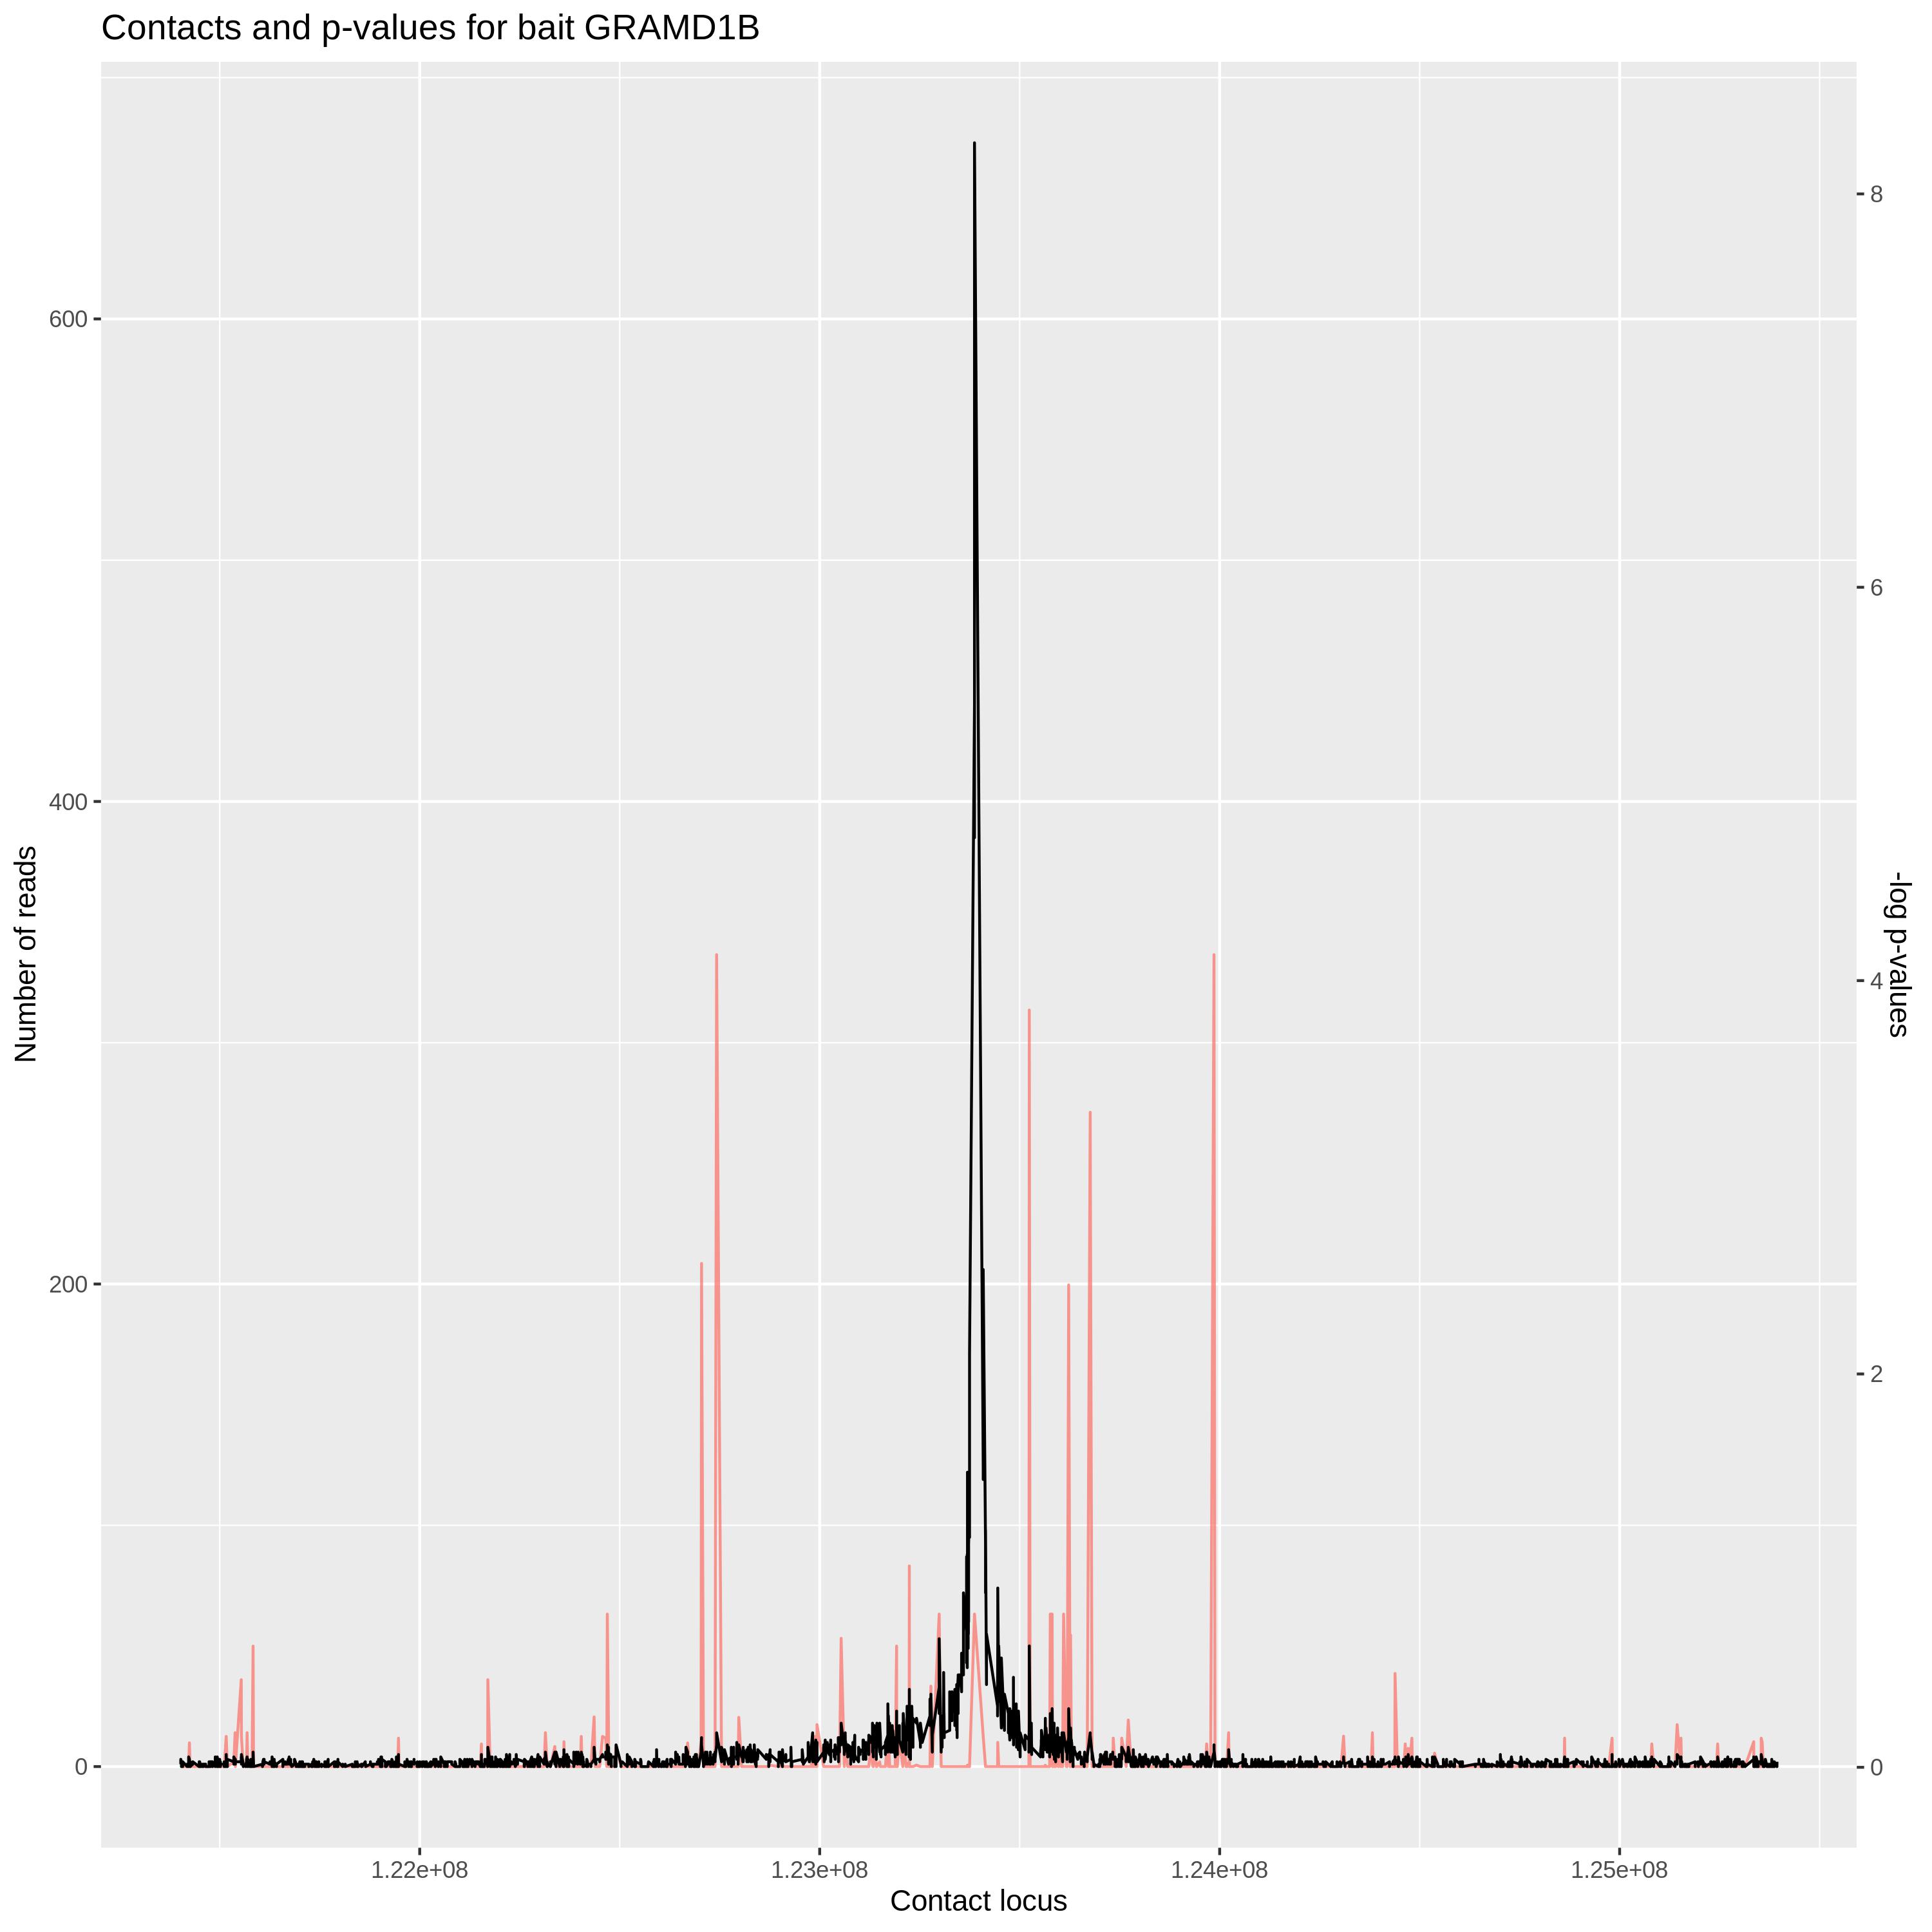 Contacts and p-values for bait GRAMD1B
Number of reads
600
400
200
0
8
6
4
2
0
-log p-values
1.22e+08 1.23e+08 1.24e+08 1.25e+08
Contact locus